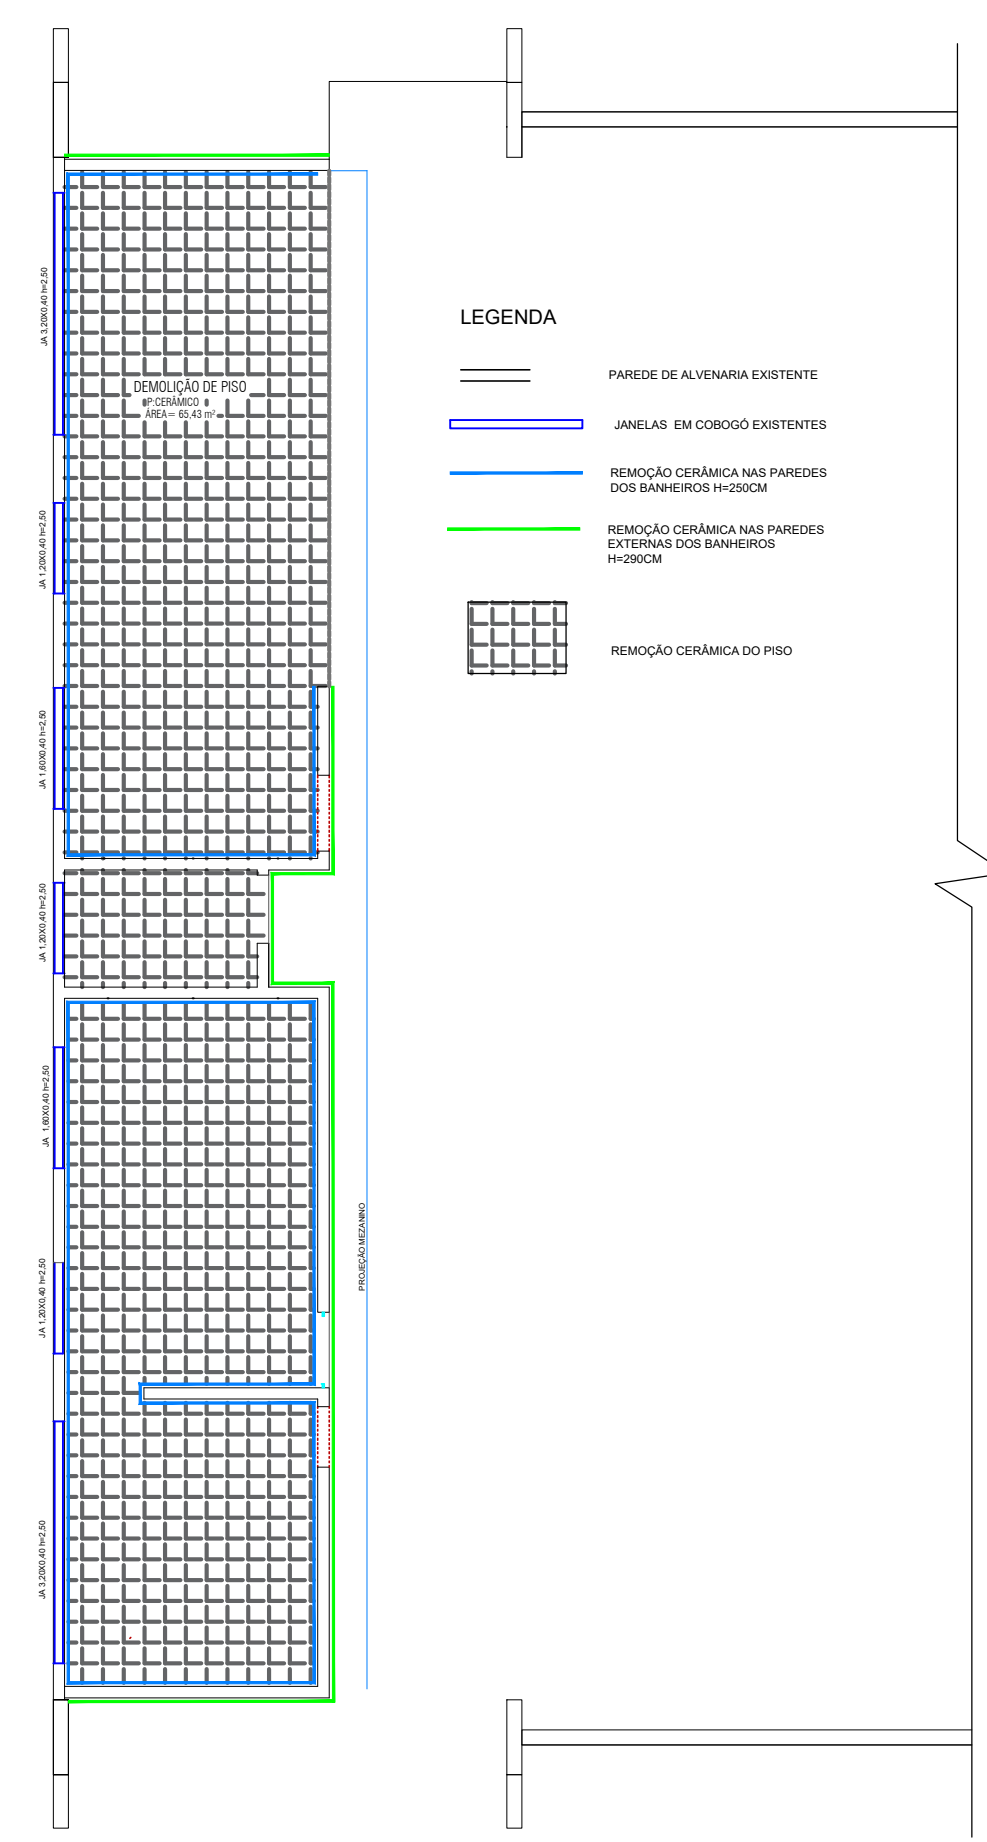 JA 3,20X0,40 h=2,50
DEMOLIÇÃO DE PISO
P:CERÂMICO
ÁREA= 65,43 m²
JA 1,20X0,40 h=2,50
JA 1,60X0,40 h=2,50
JA 1,20X0,40 h=2,50
JA 1,60X0,40 h=2,50
JA 1,20X0,40 h=2,50
JA 3,20X0,40 h=2,50
PROJEÇÃO MEZANINO
LEGENDA
PAREDE DE ALVENARIA EXISTENTE
JANELAS EM COBOGÓ EXISTENTES
REMOÇÃO CERÂMICA NAS PAREDES
DOS BANHEIROS H=250CM
REMOÇÃO CERÂMICA NAS PAREDES
EXTERNAS DOS BANHEIROS
H=290CM
REMOÇÃO CERÂMICA DO PISO